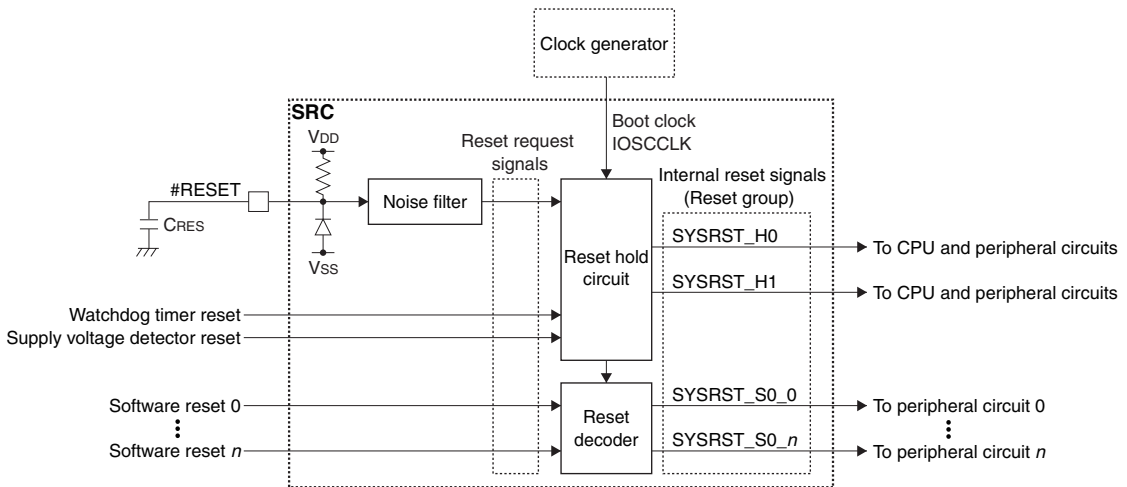 Clock generator
SRC
Boot clock
IOSCCLK
VDD
Reset request
signals
Internal reset signals
(Reset group)
#RESET
Noise filter
CRES
VSS
Reset hold
circuit
SYSRST_H0
To CPU and peripheral circuits
SYSRST_H1
To CPU and peripheral circuits
Watchdog timer reset
Supply voltage detector reset
Software reset 0
Reset
decoder
SYSRST_S0_0
To peripheral circuit 0
Software reset n
SYSRST_S0_n
To peripheral circuit n